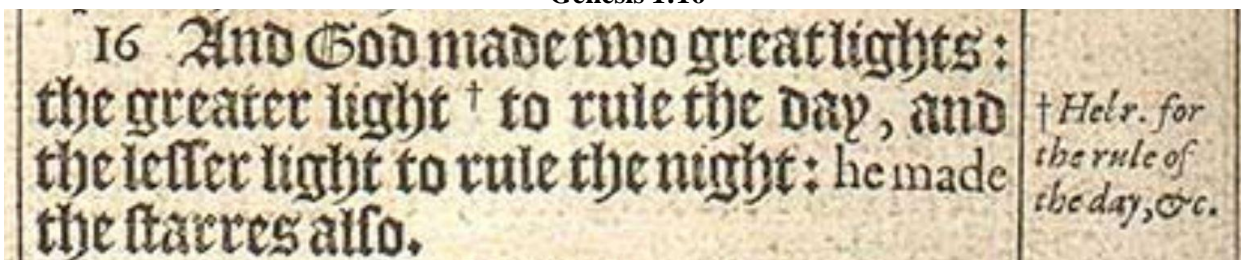 Genesis 1:16
16 And God made two great lights:
the greater light † to rule the day, and
the lesser light to rule the night: he made
the starres also.
† Hebr. for
the rule of
the day, &c.